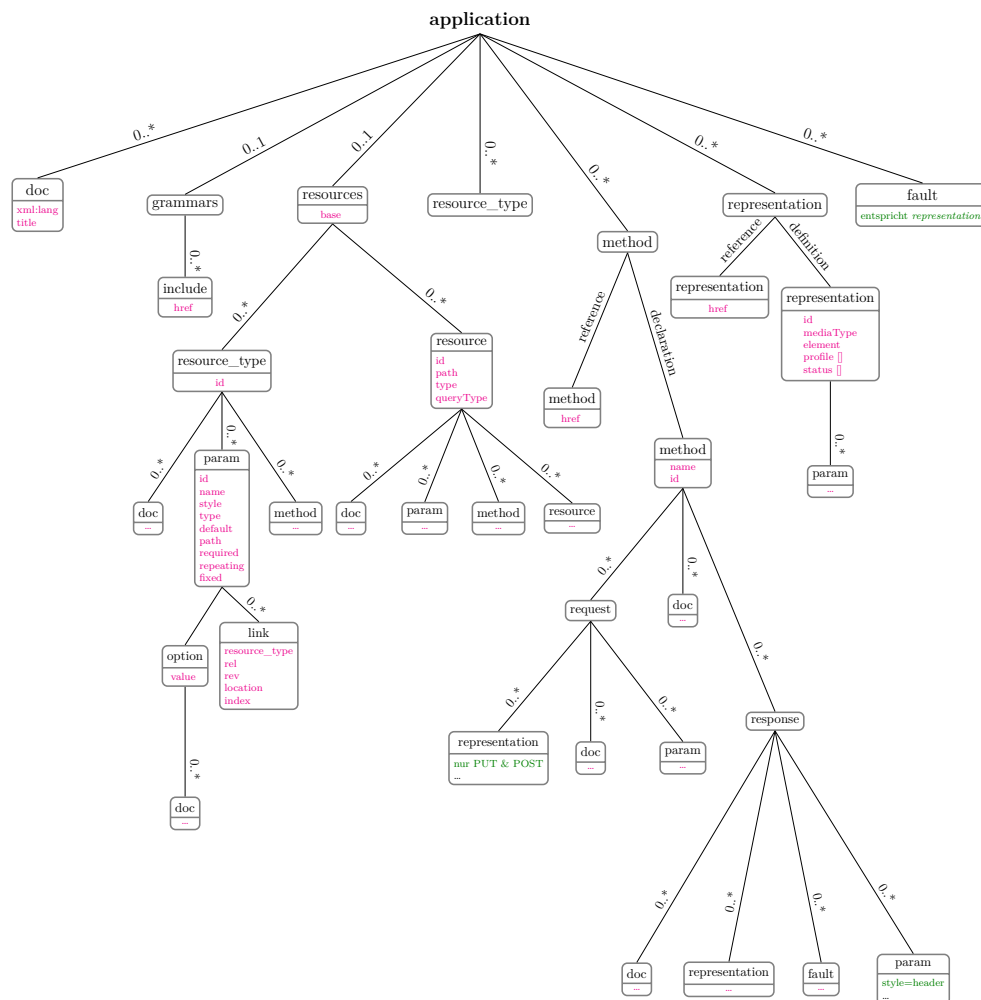 application
0..*
0..1
0..1
0..*
0..*
0..*
0..*
doc
xml:lang
title
grammars
resources
base
resource_type
method
representation
fault
entspricht representation
0..*
include
href
0..*
0..*
reference
declaration
reference
definition
representation
href
representation
id
mediaType
element
profile []
status []
resource_type
id
resource
id
path
type
queryType
method
href
method
name
id
0..*
param
...
0..*
0..*
0..*
doc
...
param
id
name
style
type
default
path
required
repeating
fixed
method
...
0..*
0..*
0..*
0..*
doc
...
param
...
method
...
resource
...
0..*
0..*
0..*
request
doc
...
response
0..*
option
value
link
resource_type
rel
rev
location
index
0..*
doc
...
0..*
0..*
0..*
representation
nur PUT & POST
...
doc
...
param
...
0..*
0..*
0..*
0..*
doc
...
representation
...
fault
...
param
style=header
...